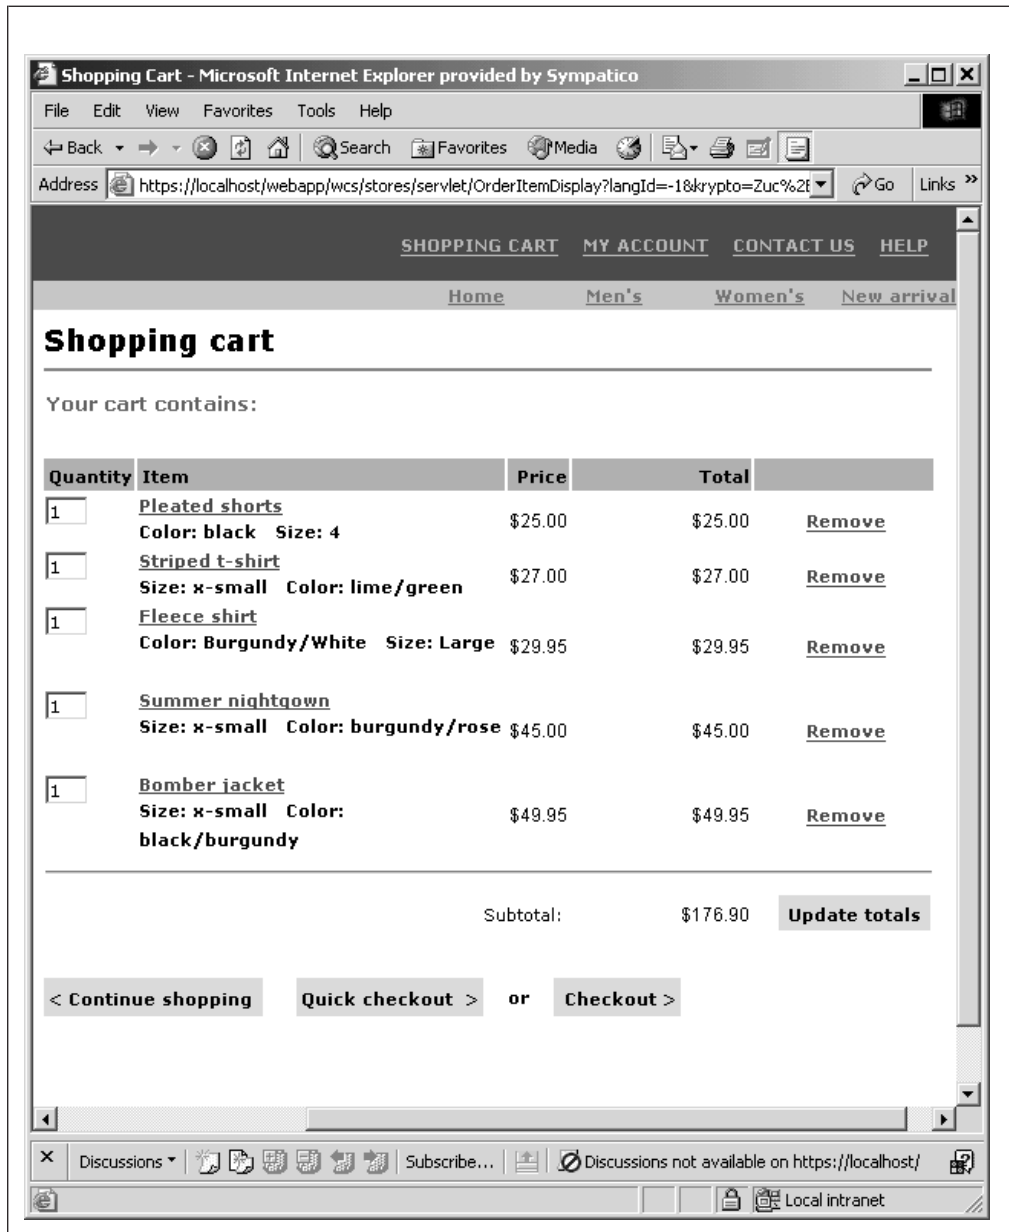 Shopping Cart - Microsoft Internet Explorer provided by Sympatico
File Edit View Favorites Tools Help
Back Search Favorites Media
Address https://localhost/webapp/wcs/stores/servlet/OrderItemDisplay?langId=-1&krypto=Zuc%2E Go Links »
SHOPPING CART MY ACCOUNT CONTACT US HELP
Home Men's Women's New arrival
Shopping cart
Your cart contains:
Quantity Item Price Total
1 Pleated shorts
Color: black Size: 4 $25.00 $25.00 Remove
1 Striped t-shirt
Size: x-small Color: lime/green $27.00 $27.00 Remove
1 Fleece shirt
Color: Burgundy/White Size: Large $29.95 $29.95 Remove
1 Summer nightgown
Size: x-small Color: burgundy/rose $45.00 $45.00 Remove
1 Bomber jacket
Size: x-small Color: $49.95 $49.95 Remove
black/burgundy
Subtotal: $176.90 Update totals
< Continue shopping Quick checkout > or Checkout >
× Discussions Subscribe... Discussions not available on https://localhost/
Local intranet